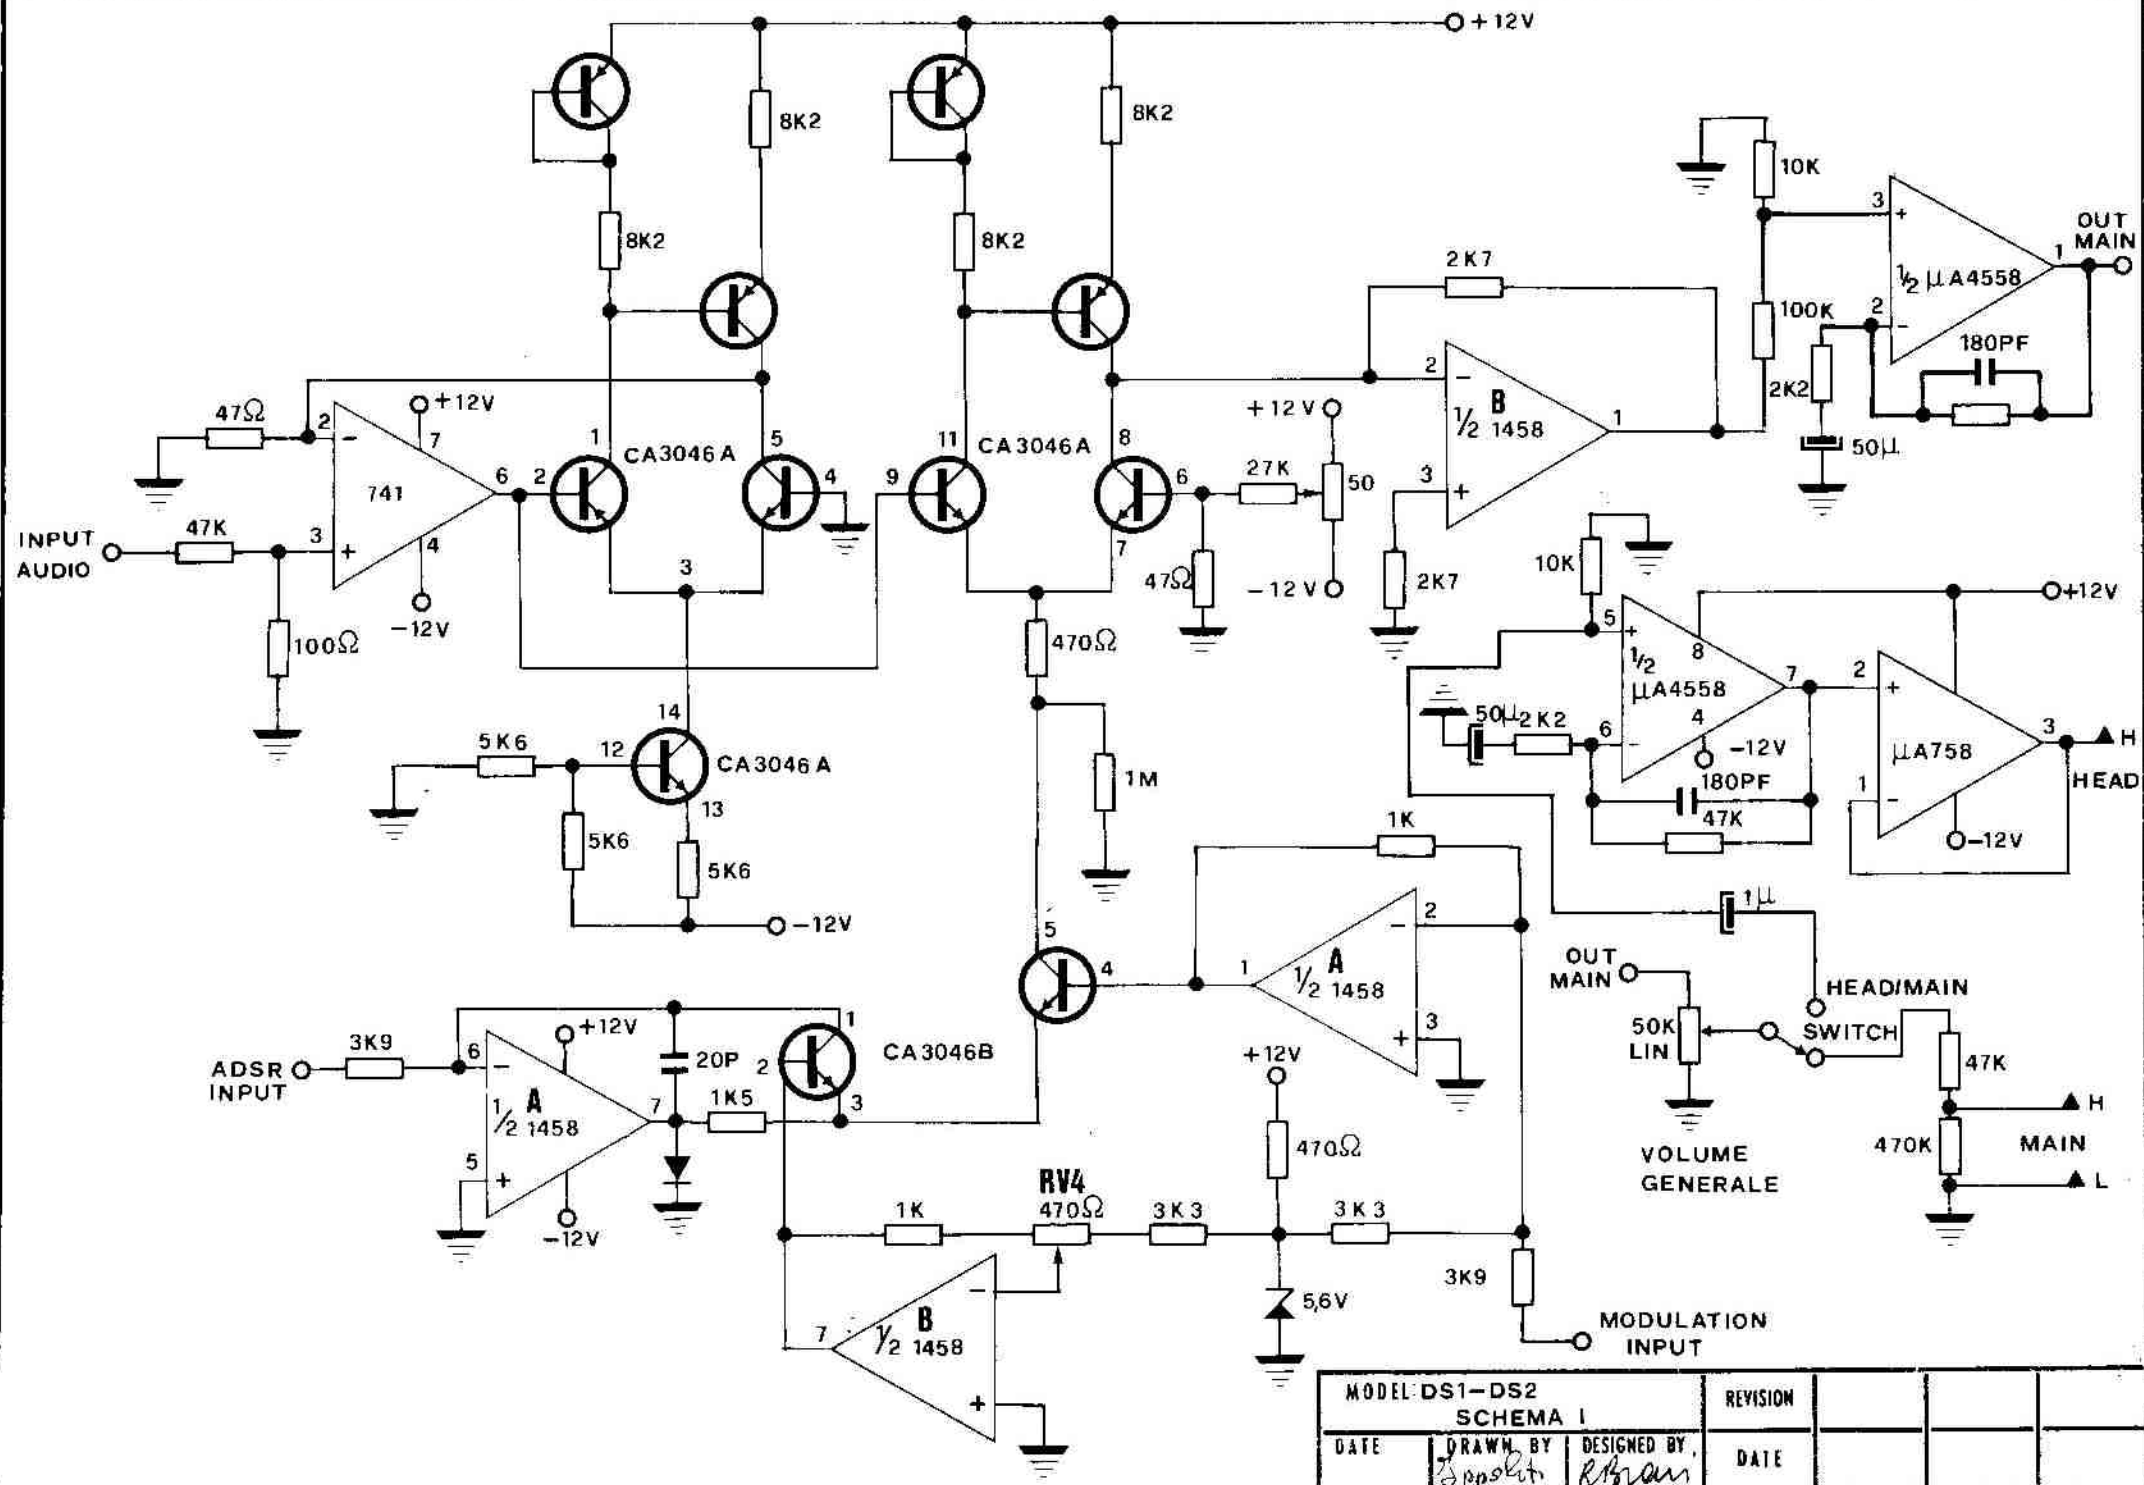 +12V
8K2
8K2
8K2
8K2
10K
3
+
OUT
MAIN
1
½ µA4558
2
-
100K
180PF
2K2
50µ
2K7
2
-
B
½ 1458
1
3
+
2K7
47Ω
+12V
2
-
7
741
6
3
+
4
-12V
47K
INPUT
AUDIO
100Ω
1
CA3046A
2
5
4
3
11
CA3046A
9
8
6
7
27K
+12V
50
-12V
47Ω
470Ω
1M
14
5K6
12
CA3046A
13
5K6
5K6
-12V
10K
5
+
½
µA4558
8
7
50µ
2K2
6
-
4
-12V
180PF
47K
+12V
2
+
µA758
3
H
HEAD
1
-
-12V
1K
2
-
5
4
1
A
½ 1458
3
+
1µ
OUT
MAIN
HEAD/MAIN
SWITCH
50K
LIN
47K
H
470K
MAIN
L
VOLUME
GENERALE
ADSR
INPUT
3K9
+12V
6
-
A
½ 1458
7
5
+
-12V
20P
1K5
1
2
3
CA3046B
+12V
470Ω
1K
RV4
470Ω
3K3
3K3
-
B
½ 1458
7
+
5,6V
3K9
MODULATION
INPUT
MODEL: DS1-DS2
SCHEMA 1
REVISION
DATE
DRAWN BY
DESIGNED BY
DATE